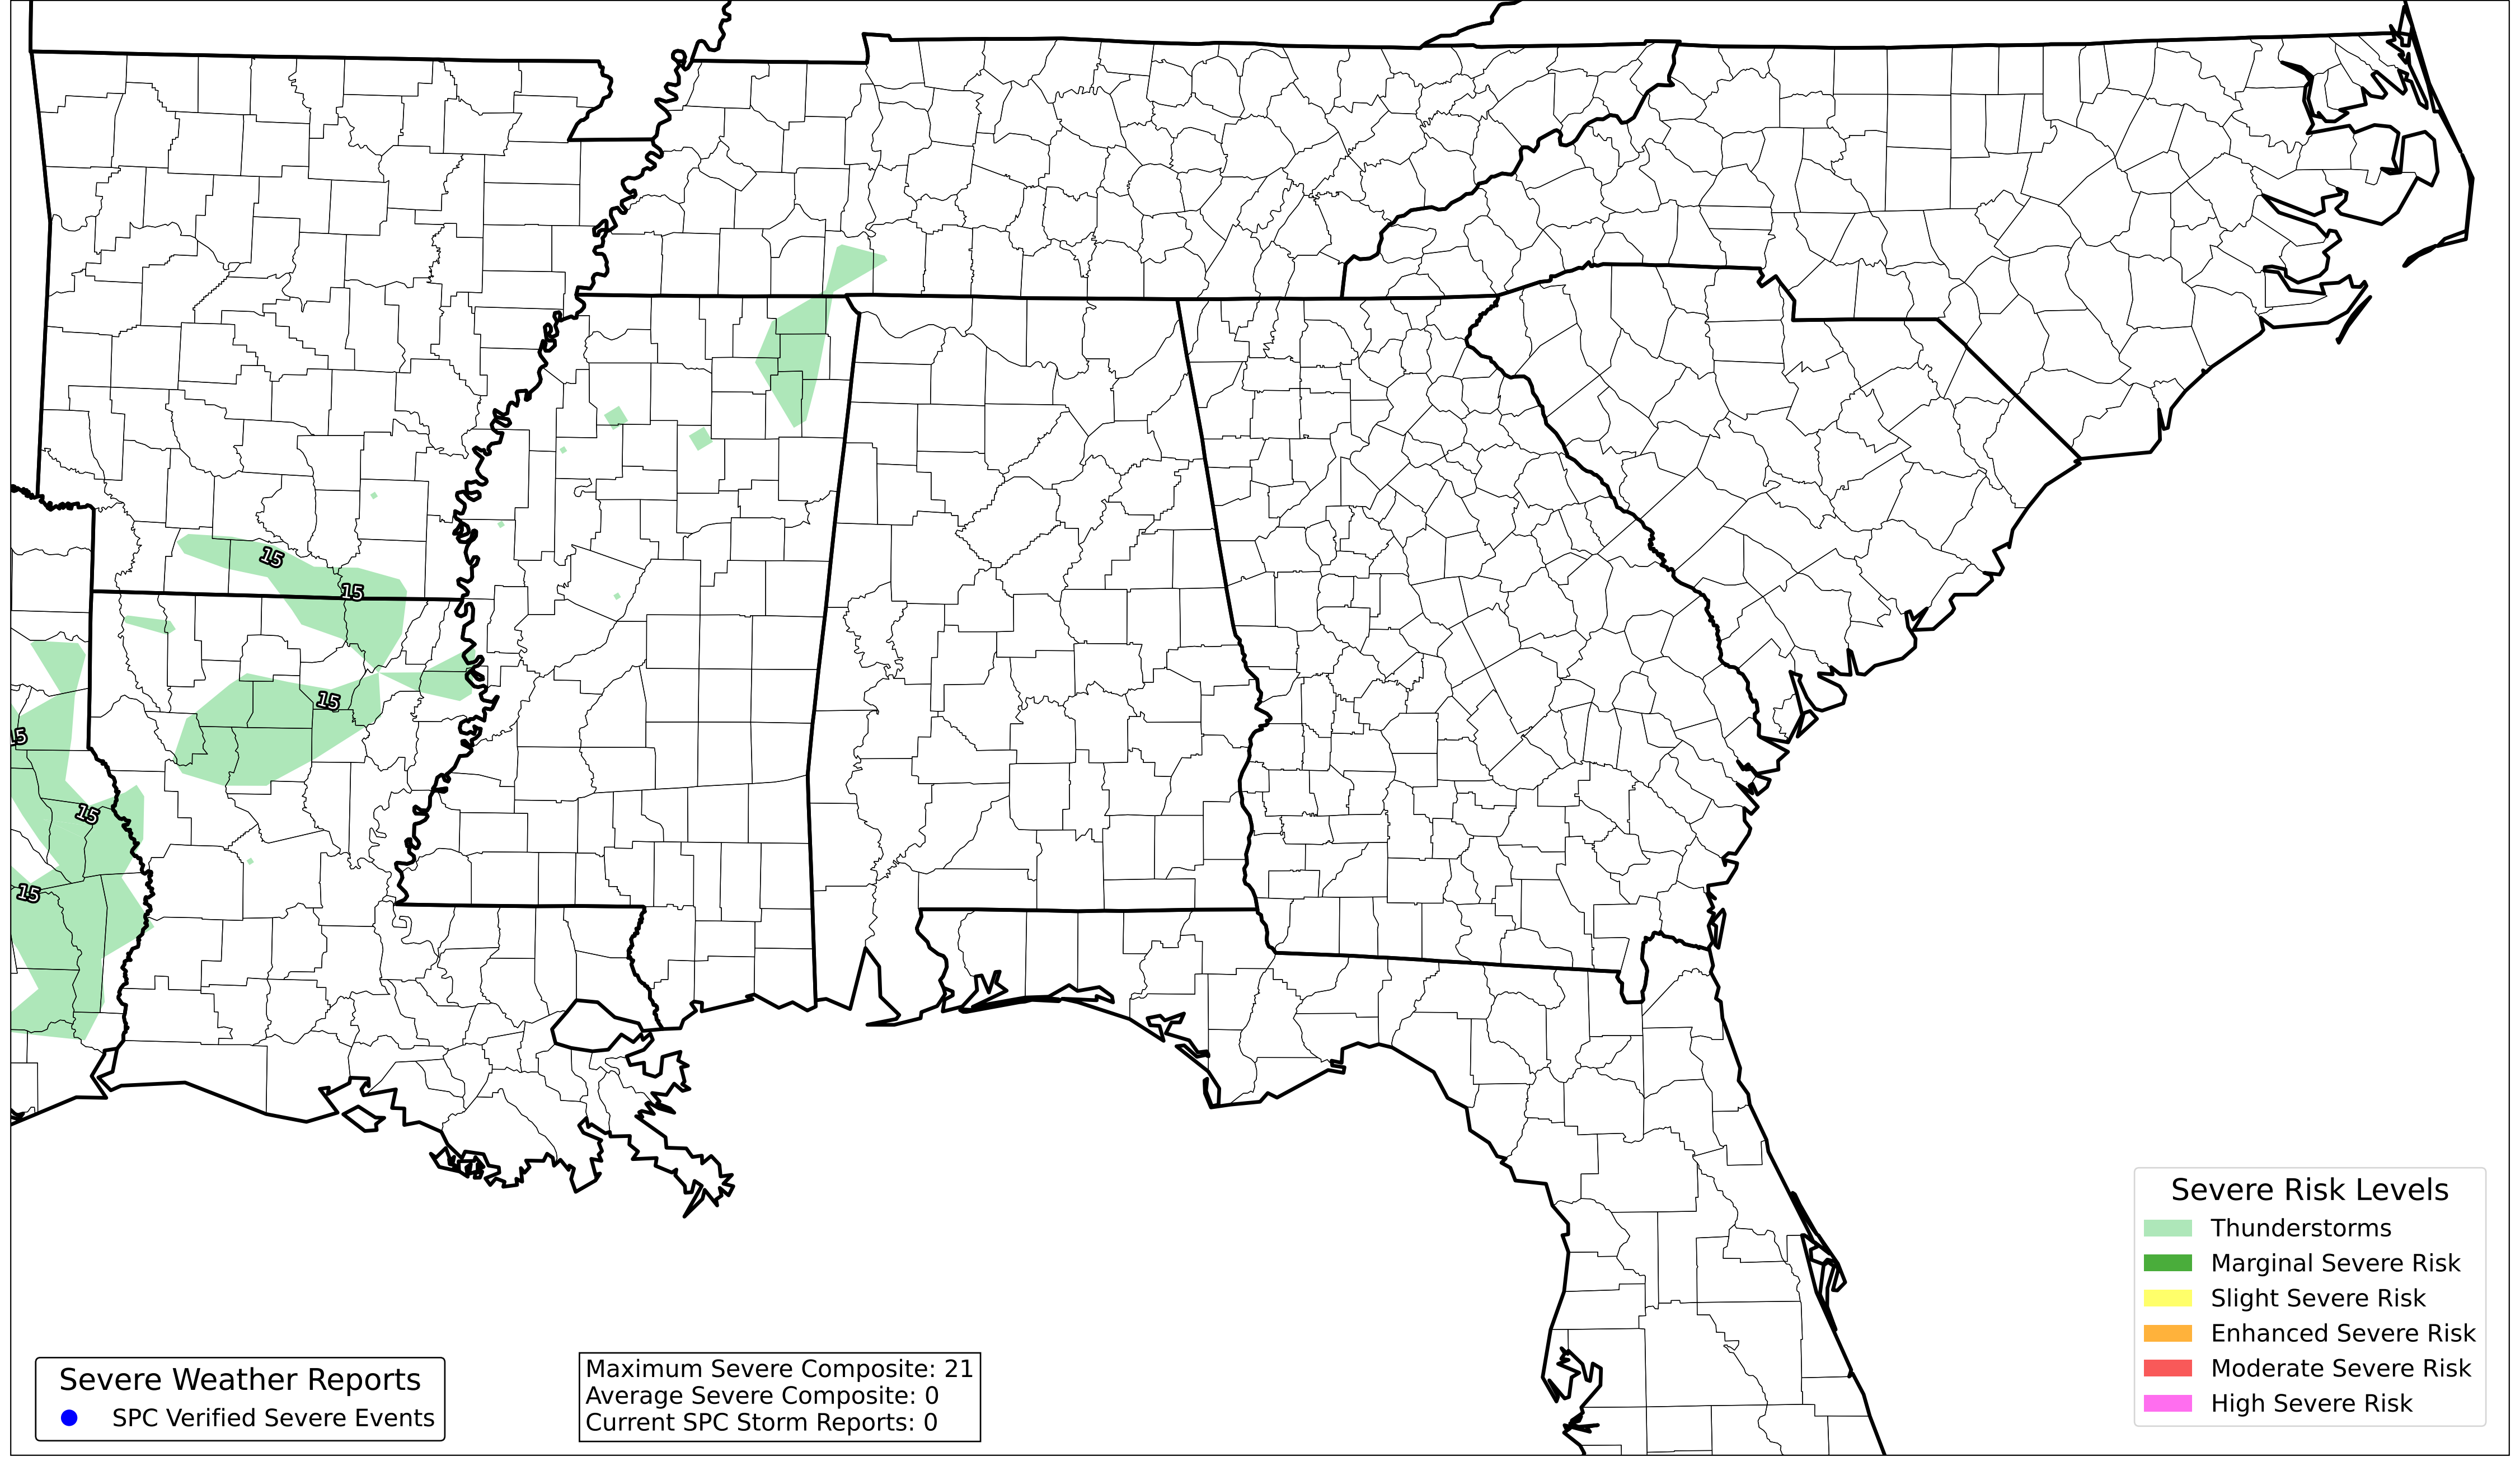 15
15
15
15
15
15
Severe Risk Levels
Thunderstorms
Marginal Severe Risk
Slight Severe Risk
Enhanced Severe Risk
Moderate Severe Risk
High Severe Risk
Severe Weather Reports
SPC Verified Severe Events
Maximum Severe Composite: 21
Average Severe Composite: 0
Current SPC Storm Reports: 0